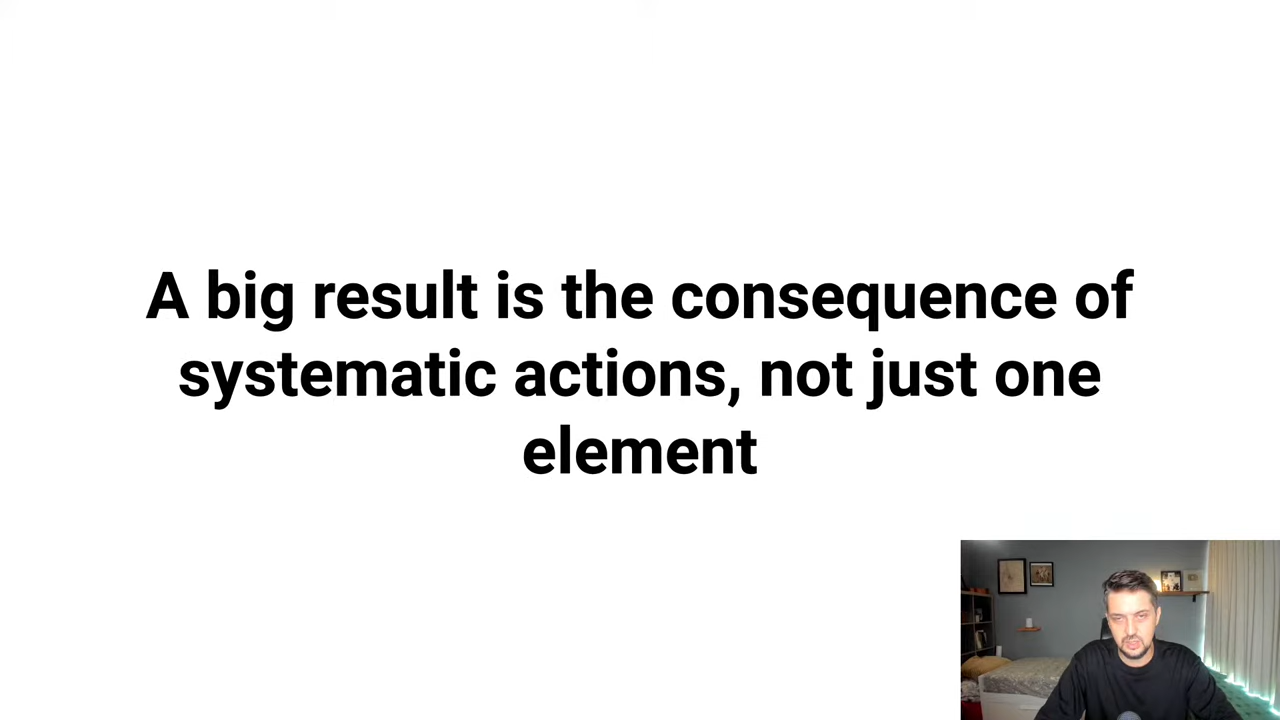 A big result is the consequence of
systematic actions, not just one
element